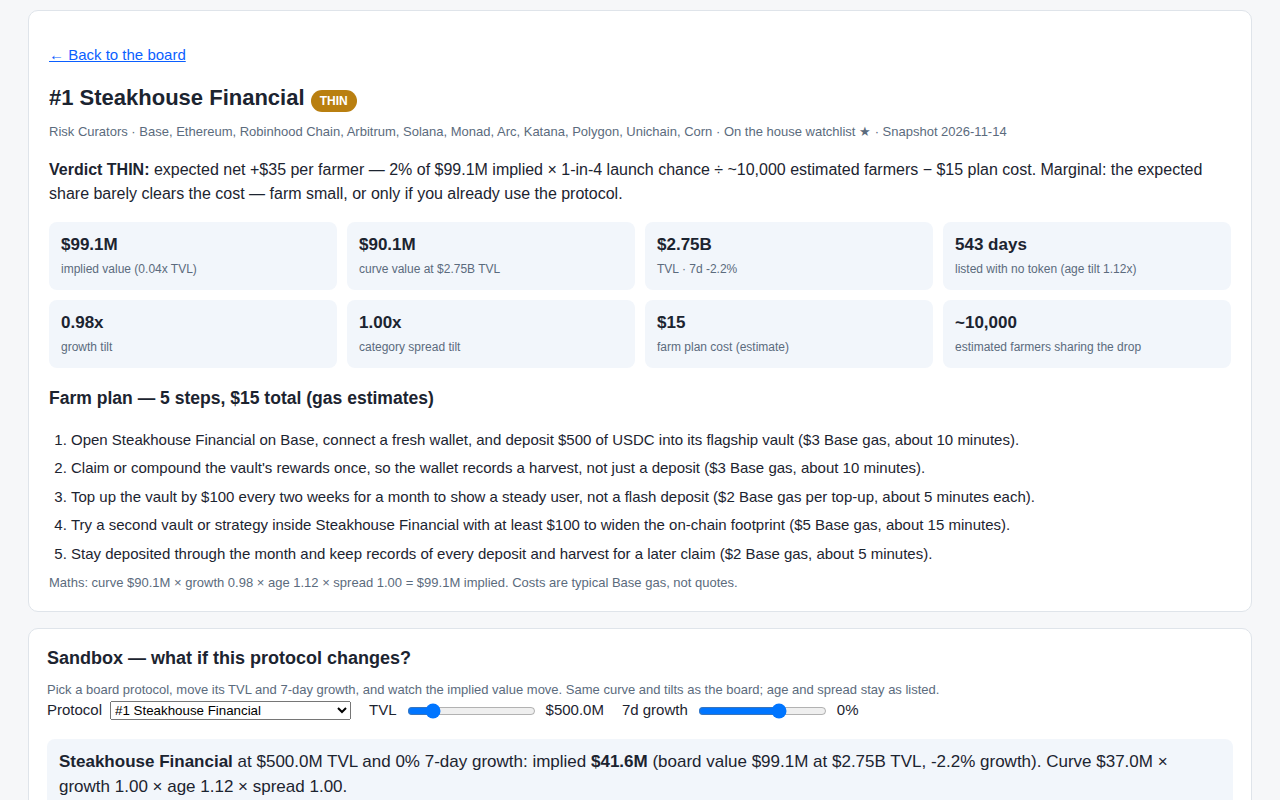 ← Back to the board
#1 Steakhouse Financial THIN
Risk Curators · Base, Ethereum, Robinhood Chain, Arbitrum, Solana, Monad, Arc, Katana, Polygon, Unichain, Corn · On the house watchlist ★ · Snapshot 2026-11-14
Verdict THIN: expected net +$35 per farmer — 2% of $99.1M implied × 1-in-4 launch chance ÷ ~10,000 estimated farmers − $15 plan cost. Marginal: the expected
share barely clears the cost — farm small, or only if you already use the protocol.
$99.1M
implied value (0.04x TVL)
$90.1M
curve value at $2.75B TVL
$2.75B
TVL · 7d -2.2%
543 days
listed with no token (age tilt 1.12x)
0.98x
growth tilt
1.00x
category spread tilt
$15
farm plan cost (estimate)
~10,000
estimated farmers sharing the drop
Farm plan — 5 steps, $15 total (gas estimates)
1. Open Steakhouse Financial on Base, connect a fresh wallet, and deposit $500 of USDC into its flagship vault ($3 Base gas, about 10 minutes).
2. Claim or compound the vault's rewards once, so the wallet records a harvest, not just a deposit ($3 Base gas, about 10 minutes).
3. Top up the vault by $100 every two weeks for a month to show a steady user, not a flash deposit ($2 Base gas per top-up, about 5 minutes each).
4. Try a second vault or strategy inside Steakhouse Financial with at least $100 to widen the on-chain footprint ($5 Base gas, about 15 minutes).
5. Stay deposited through the month and keep records of every deposit and harvest for a later claim ($2 Base gas, about 5 minutes).
Maths: curve $90.1M × growth 0.98 × age 1.12 × spread 1.00 = $99.1M implied. Costs are typical Base gas, not quotes.
Sandbox — what if this protocol changes?
Pick a board protocol, move its TVL and 7-day growth, and watch the implied value move. Same curve and tilts as the board; age and spread stay as listed.
Protocol #1 Steakhouse Financial TVL $500.0M 7d growth 0%
Steakhouse Financial at $500.0M TVL and 0% 7-day growth: implied $41.6M (board value $99.1M at $2.75B TVL, -2.2% growth). Curve $37.0M ×
growth 1.00 × age 1.12 × spread 1.00.